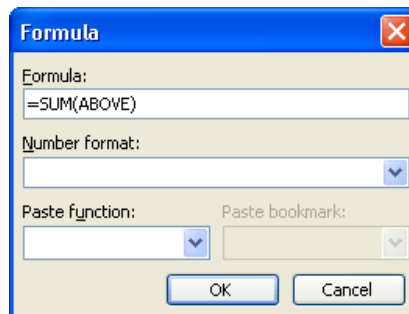 Formula
Formula:
=SUM(ABOVE)
Number format:
Paste function: Paste bookmark:
OK Cancel